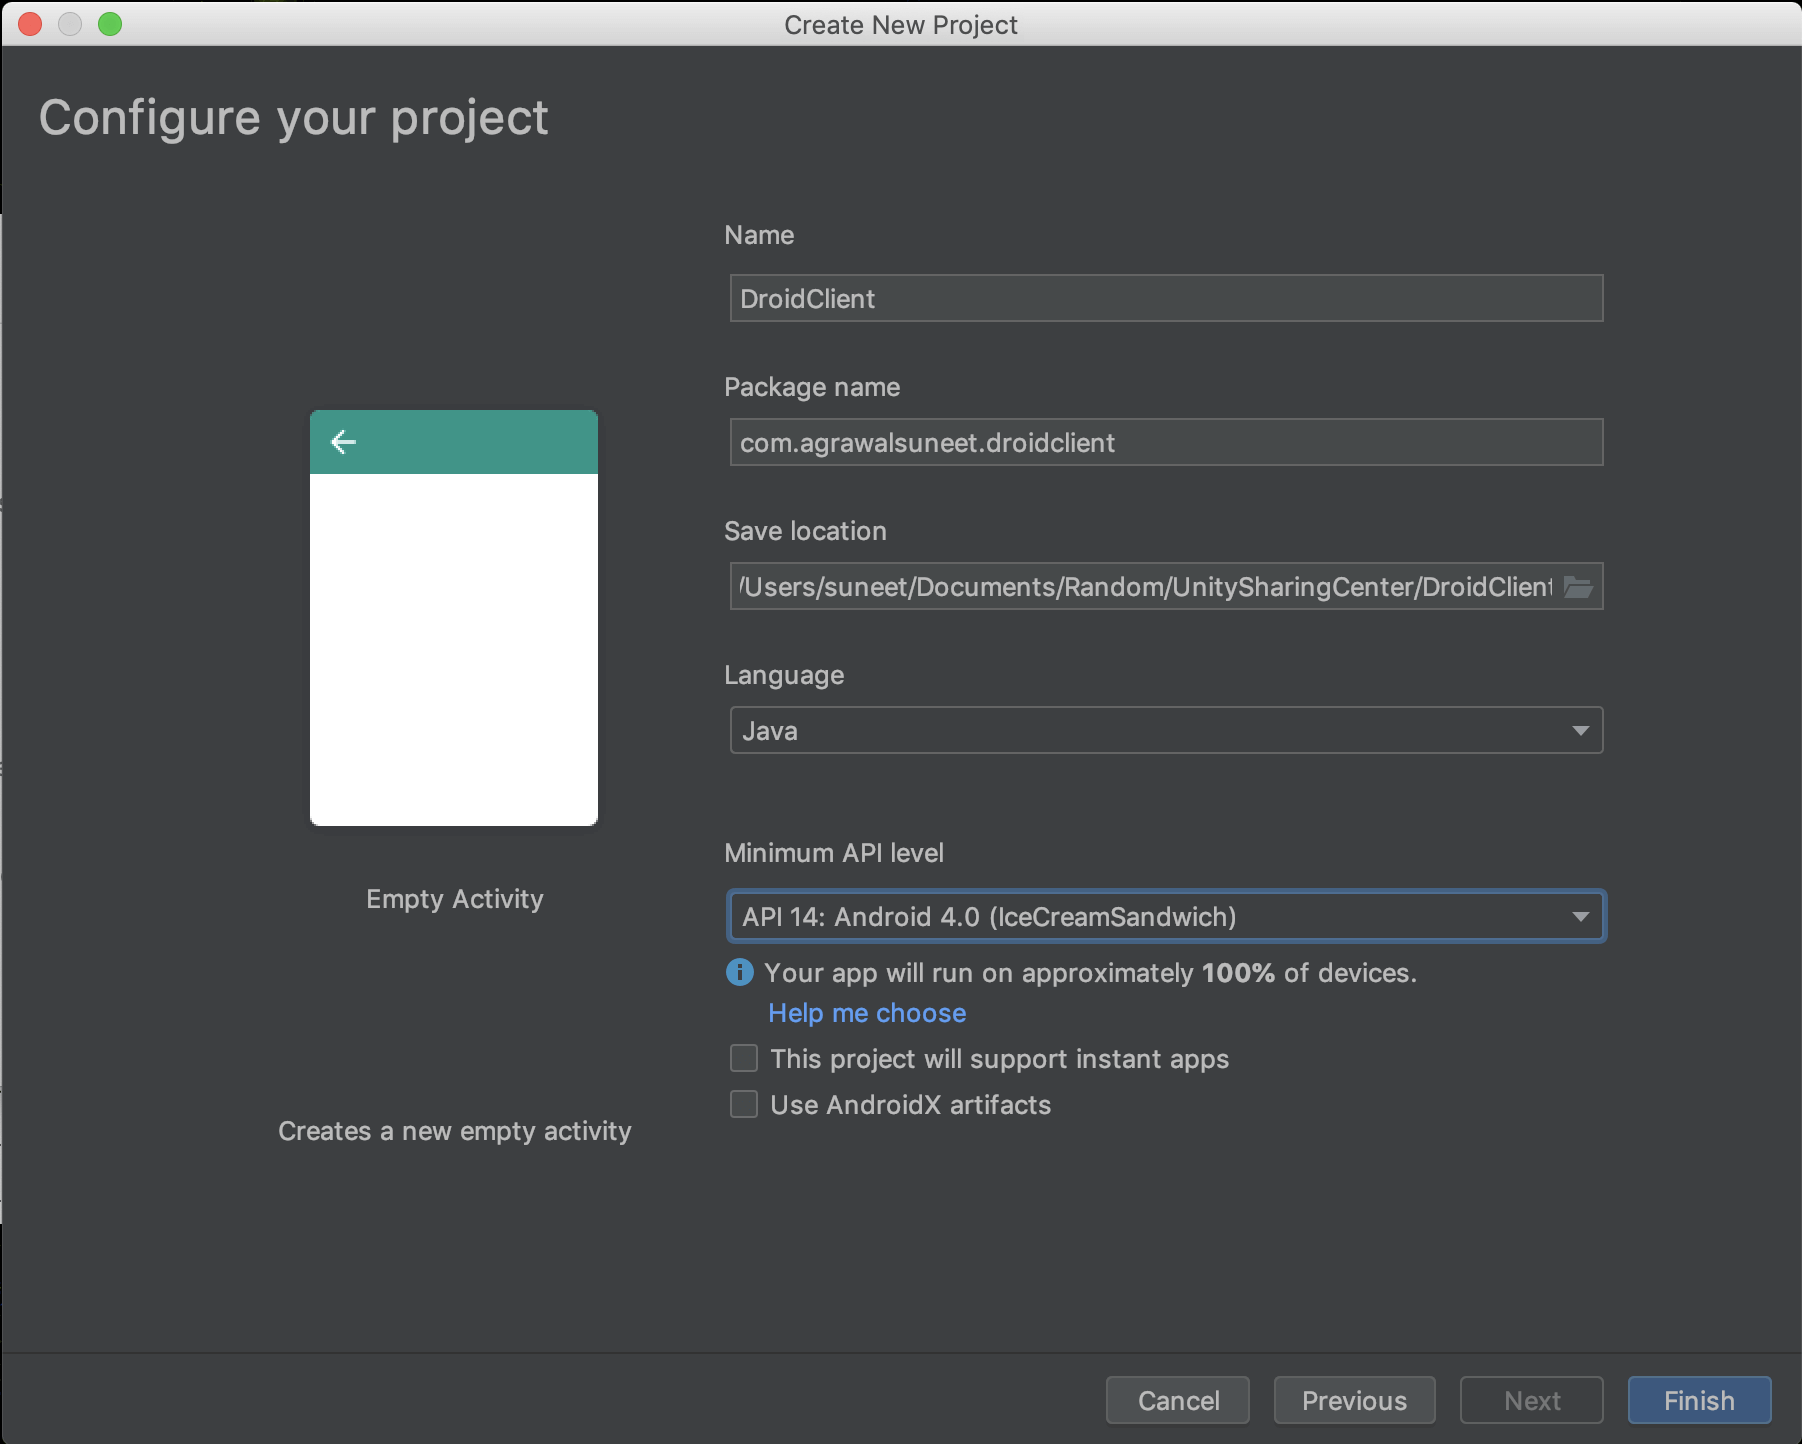 Create New Project
Configure your project
Name
DroidClient
Package name
com.agrawalsuneet.droidclient
Save location
/Users/suneet/Documents/Random/UnitySharingCenter/DroidClient
Language
Java
Minimum API level
API 14: Android 4.0 (IceCreamSandwich)
Your app will run on approximately 100% of devices.
Help me choose
This project will support instant apps
Use AndroidX artifacts
Empty Activity
Creates a new empty activity
Cancel
Previous
Next
Finish